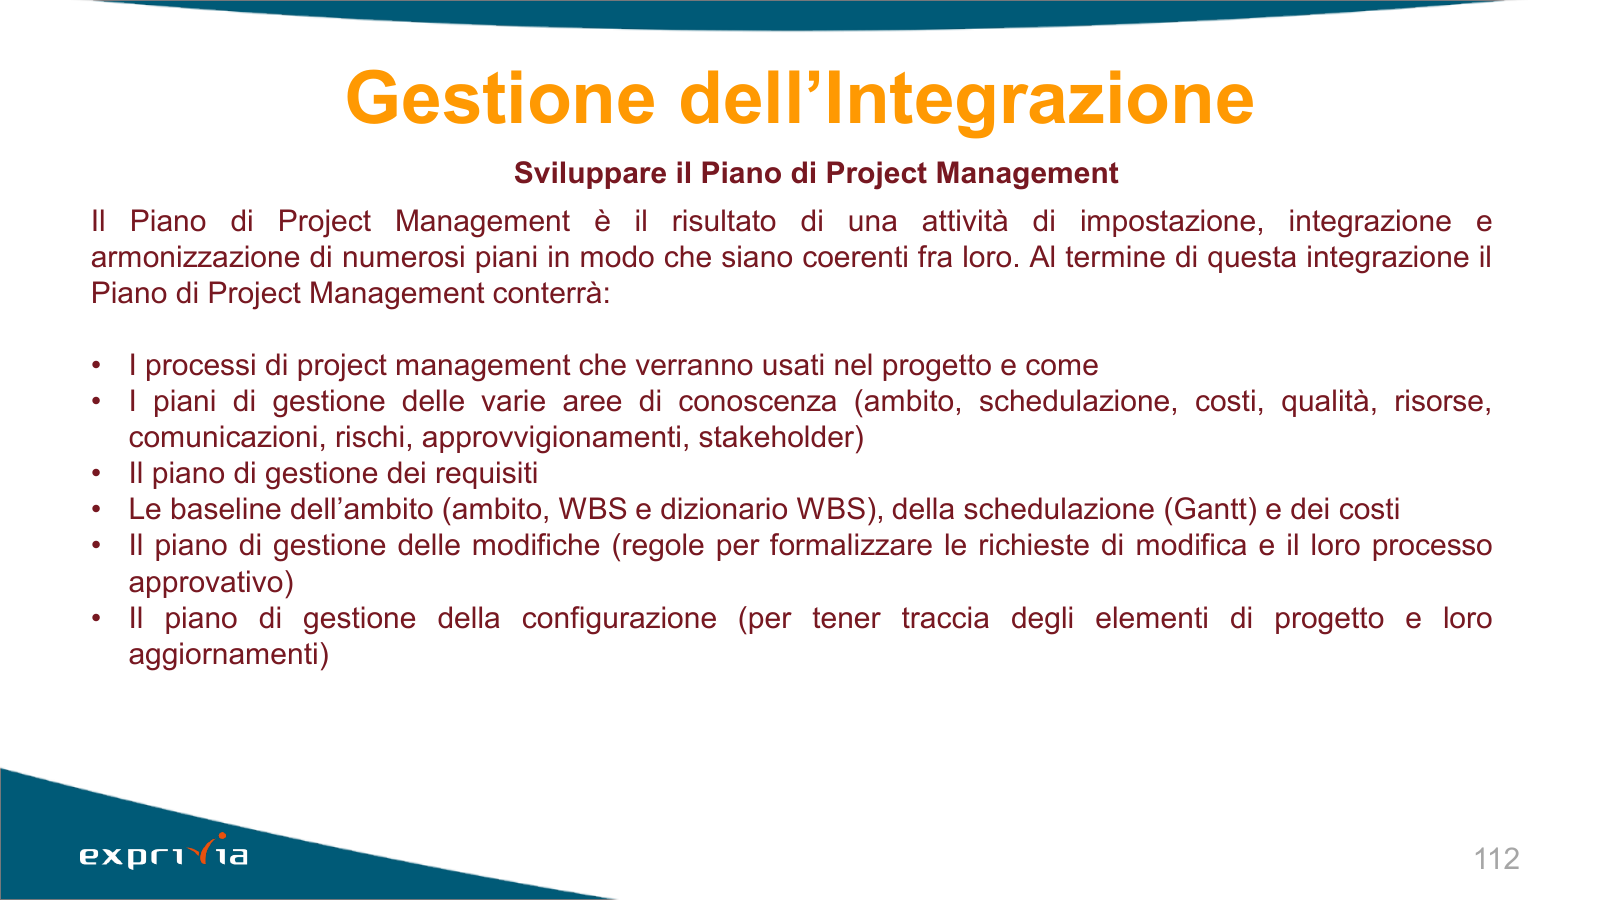 Gestione dell’Integrazione
Sviluppare il Piano di Project Management
Il Piano di Project Management è il risultato di una attività di impostazione, integrazione e
armonizzazione di numerosi piani in modo che siano coerenti fra loro. Al termine di questa integrazione il
Piano di Project Management conterrà:
• I processi di project management che verranno usati nel progetto e come
• I piani di gestione delle varie aree di conoscenza (ambito, schedulazione, costi, qualità, risorse,
comunicazioni, rischi, approvvigionamenti, stakeholder)
• Il piano di gestione dei requisiti
• Le baseline dell’ambito (ambito, WBS e dizionario WBS), della schedulazione (Gantt) e dei costi
• Il piano di gestione delle modifiche (regole per formalizzare le richieste di modifica e il loro processo
approvativo)
• Il piano di gestione della configurazione (per tener traccia degli elementi di progetto e loro
aggiornamenti)
exprivia
112